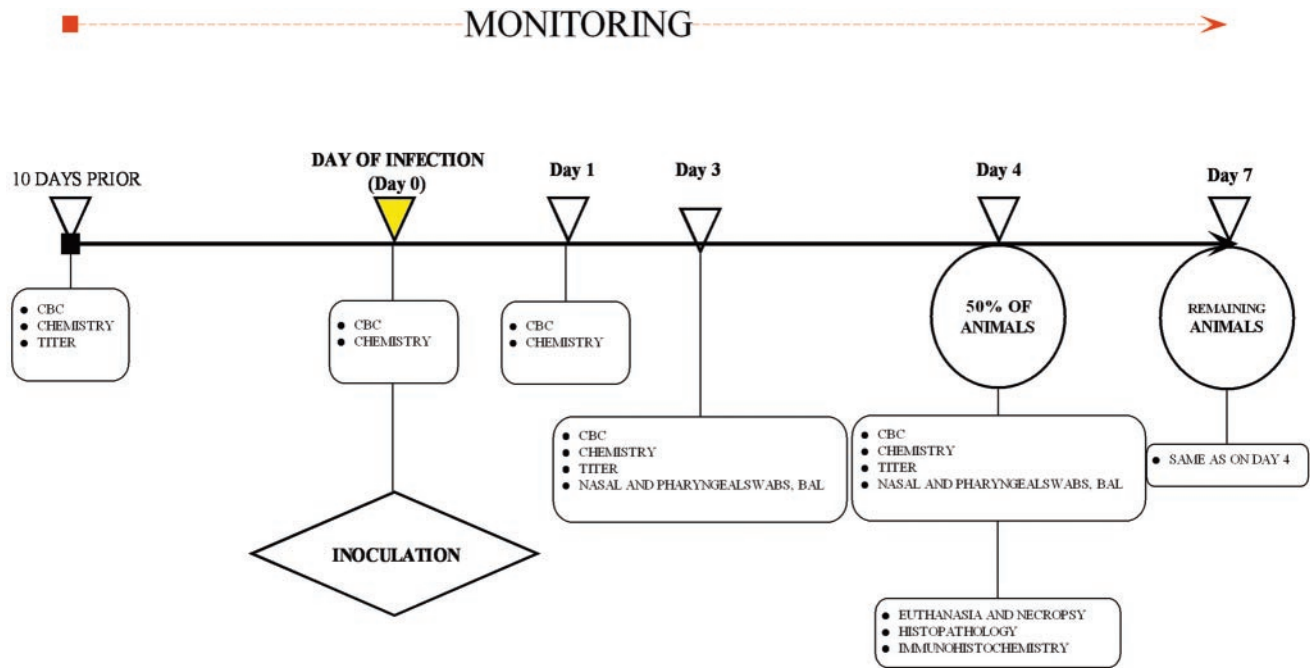 MONITORING
10 DAYS PRIOR
DAY OF INFECTION
(Day 0)
Day 1
Day 3
Day 4
Day 7
● CBC
● CHEMISTRY
● TITER
● CBC
● CHEMISTRY
● CBC
● CHEMISTRY
50% OF
ANIMALS
REMAINING
ANIMALS
● CBC
● CHEMISTRY
● TITER
● NASAL AND PHARYNGEALSWABS, BAL
● CBC
● CHEMISTRY
● TITER
● NASAL AND PHARYNGEALSWABS, BAL
● SAME AS ON DAY 4
INOCULATION
● EUTHANASIA AND NECROPSY
● HISTOPATHOLOGY
● IMMUNOHISTOCHEMISTRY